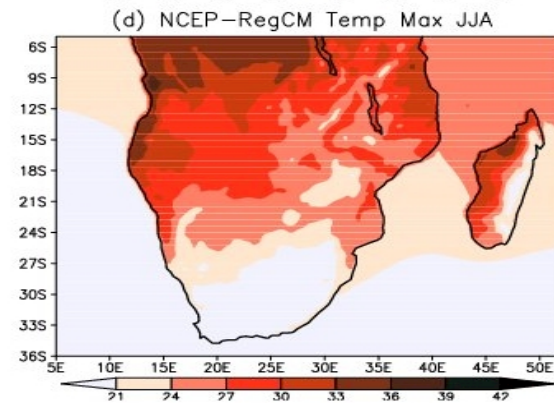 (d) NCEP-RegCM Temp Max JJA
6S
9S
12S
15S
18S
21S
24S
27S
30S
33S
36S
5E 10E 15E 20E 25E 30E 35E 40E 45E 50E
21 24 27 30 33 36 39 42